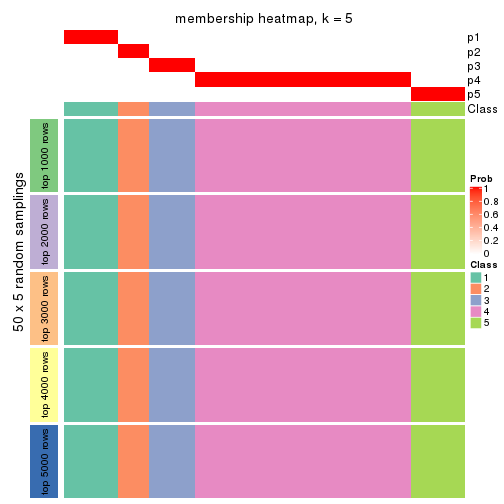 membership heatmap, k = 5
p1
p2
p3
p4
p5
Class
50 x 5 random samplings
top 1000 rows
top 2000 rows
top 3000 rows
top 4000 rows
top 5000 rows
Prob
1
0.8
0.6
0.4
0.2
0
Class
1
2
3
4
5